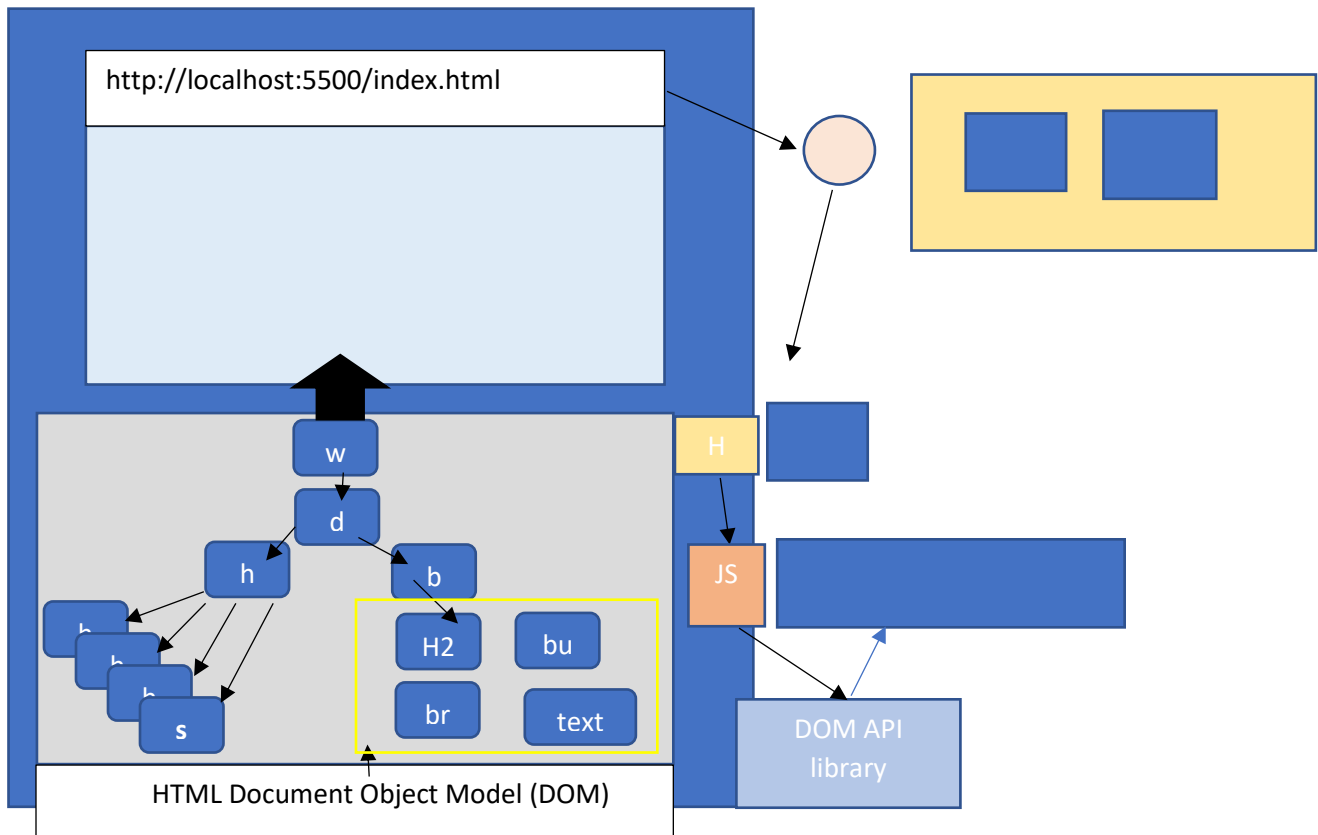 http://localhost:5500/index.html
w
H
d
h
b
JS
H2
bu
s
br
text
DOM API
library
HTML Document Object Model (DOM)